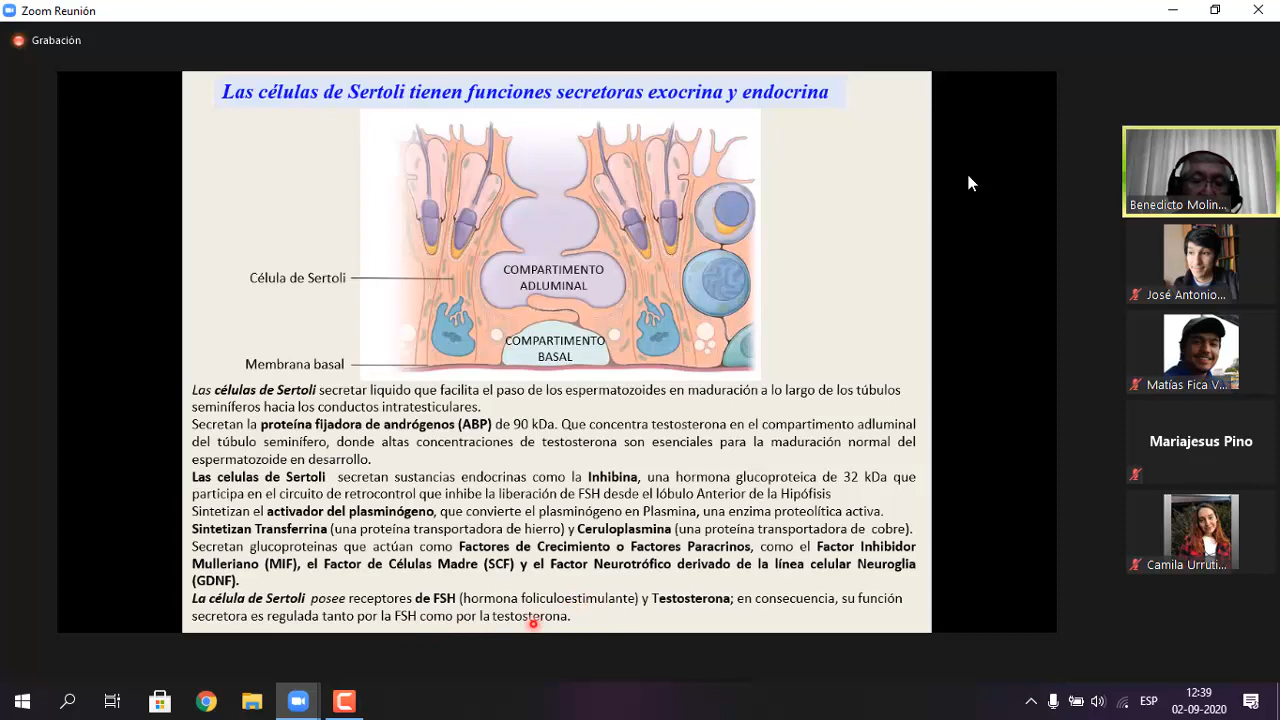 Zoom Reunión
Grabación
Las células de Sertoli tienen funciones secretoras exocrina y endocrina
COMPARTIMENTO
ADLUMINAL
Célula de Sertoli
COMPARTIMENTO
BASAL
Membrana basal
Las células de Sertoli secretar liquido que facilita el paso de los espermatozoides en maduración a lo largo de los túbulos
seminíferos hacia los conductos intratesticulares.
Secretan la proteína fijadora de andrógenos (ABP) de 90 kDa. Que concentra testosterona en el compartimento adluminal
del túbulo seminífero, donde altas concentraciones de testosterona son esenciales para la maduración normal del
espermatozoide en desarrollo.
Las celulas de Sertoli secretan sustancias endocrinas como la Inhibina, una hormona glucoproteica de 32 kDa que
participa en el circuito de retrocontrol que inhibe la liberación de FSH desde el lóbulo Anterior de la Hipófisis
Sintetizan el activador del plasminógeno, que convierte el plasminógeno en Plasmina, una enzima proteolítica activa.
Sintetizan Transferrina (una proteína transportadora de hierro) y Ceruloplasmina (una proteína transportadora de cobre).
Secretan glucoproteinas que actúan como Factores de Crecimiento o Factores Paracrinos, como el Factor Inhibidor
Mulleriano (MIF), el Factor de Células Madre (SCF) y el Factor Neurotrófico derivado de la línea celular Neuroglia
(GDNF).
La célula de Sertoli posee receptores de FSH (hormona foliculoestimulante) y Testosterona; en consecuencia, su función
secretora es regulada tanto por la FSH como por la testosterona.
Benedicto Molin...
José Antonio...
Matías Fica V...
Mariajesus Pino
Camila Urruti...
ESP
12:39
02-09-2020